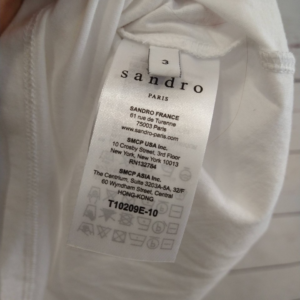 3
sandro
PARIS
SANDRO FRANCE
61 rue de Turenne
75003 Paris
www.sandro-paris.com
SMCP USA Inc.
10 Crosby Street, 3rd Floor
New York, New York 10013
RN132784
SMCP ASIA Inc.
The Centrium, Suite 3203A-5A, 32/F
60 Wyndham Street, Central
HONG-KONG
T10209E-10